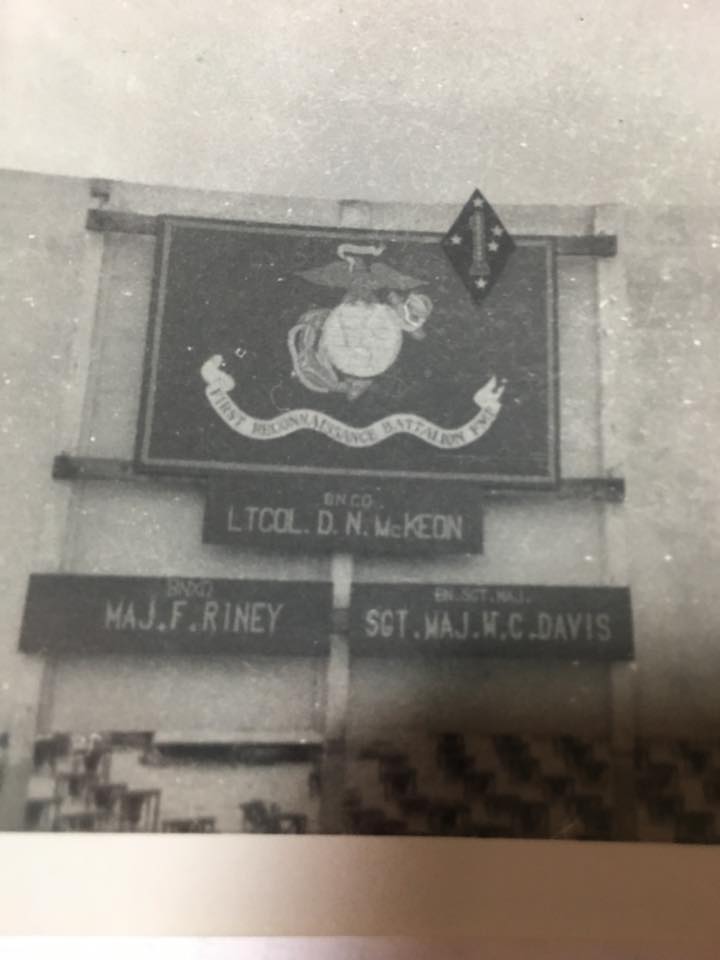 FIRST RECONNAISSANCE BATTALION FMF
BN.CO.
LTCOL. D. N. McKEON
BNXO
MAJ. F. RINEY
BN. SGT. MAJ.
SGT. MAJ. W. C. DAVIS